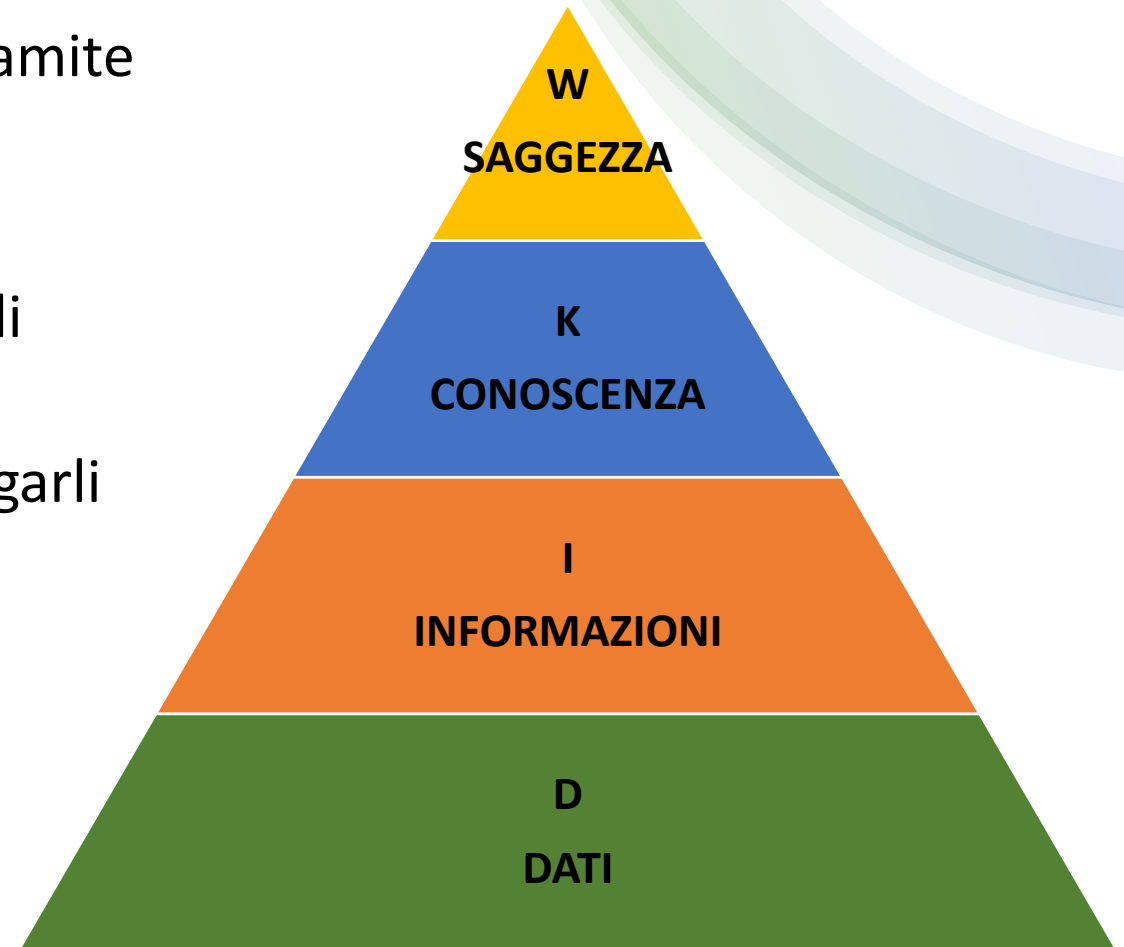 amite
W
SAGGEZZA
li
K
CONOSCENZA
garli
I
INFORMAZIONI
D
DATI